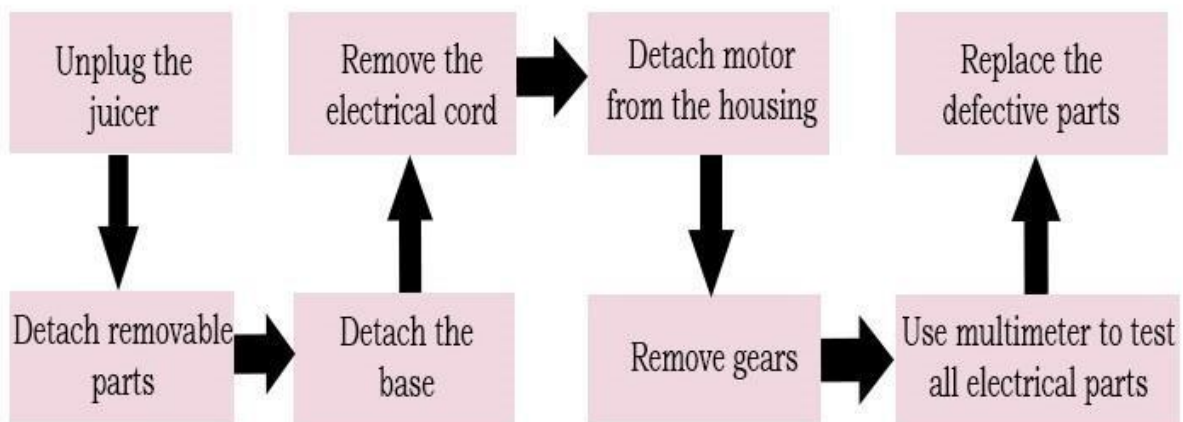 Unplug the
juicer
Detach removable
parts
Detach the
base
Remove the
electrical cord
Detach motor
from the housing
Remove gears
Use multimeter to test
all electrical parts
Replace the
defective parts